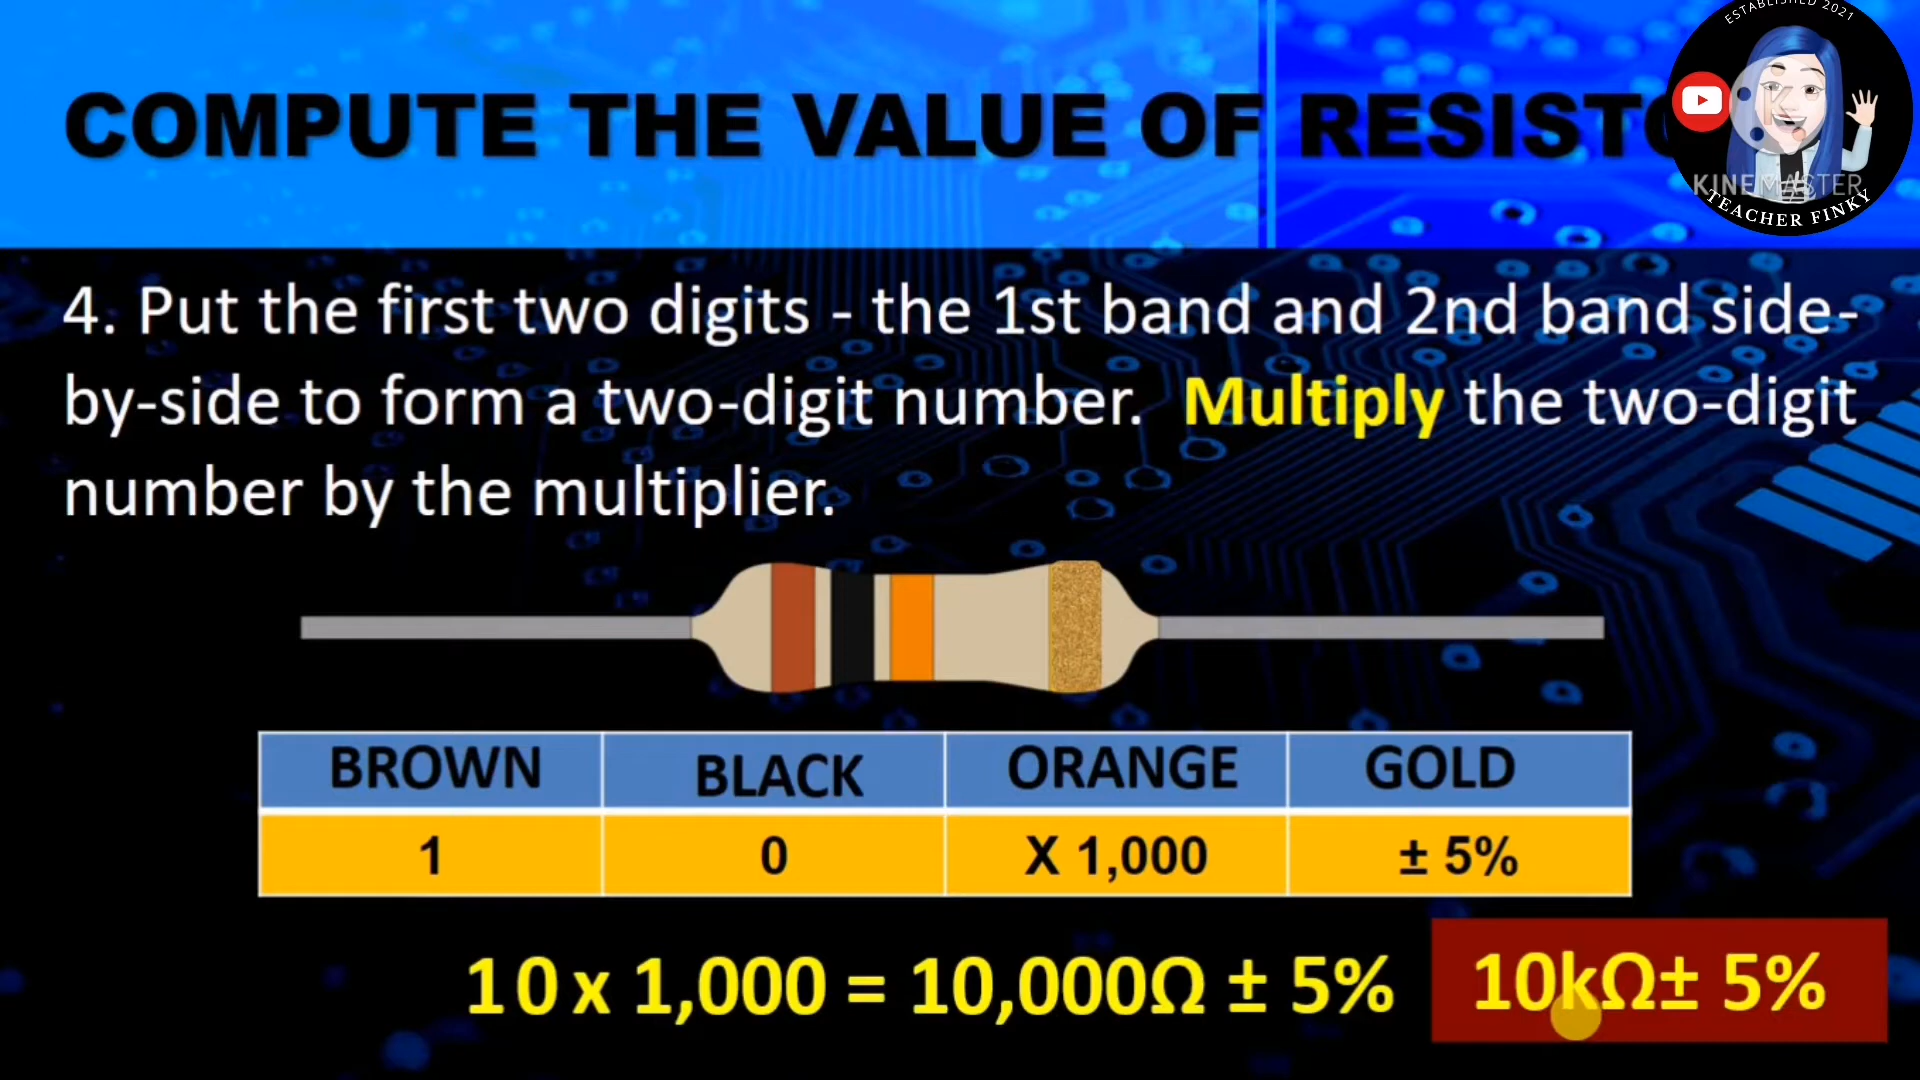 ESTABLISHED 2021
COMPUTE THE VALUE OF RESISTO
KINEMASTER
TEACHER FINKY
4. Put the first two digits - the 1st band and 2nd band side-
by-side to form a two-digit number. Multiply the two-digit
number by the multiplier.
BROWN BLACK ORANGE GOLD
1 0 X 1,000 ± 5%
10 x 1,000 = 10,000Ω ± 5% 10kΩ± 5%